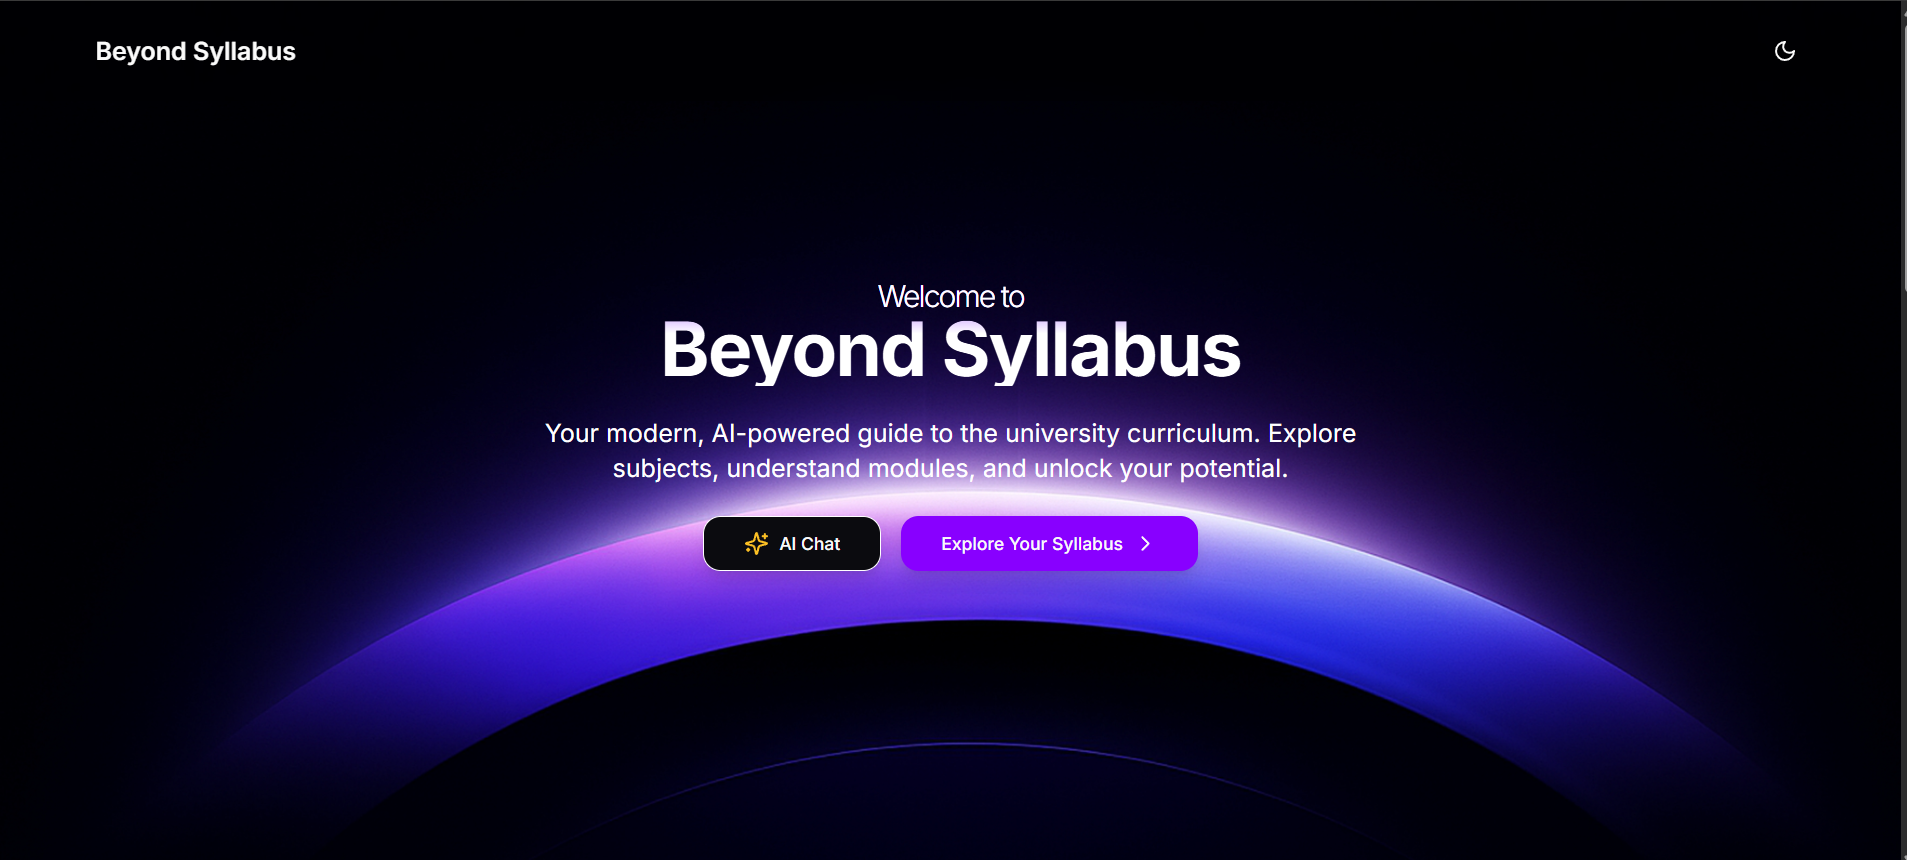 Beyond Syllabus
Welcome to
Beyond Syllabus
Your modern, AI-powered guide to the university curriculum. Explore
subjects, understand modules, and unlock your potential.
AI Chat
Explore Your Syllabus